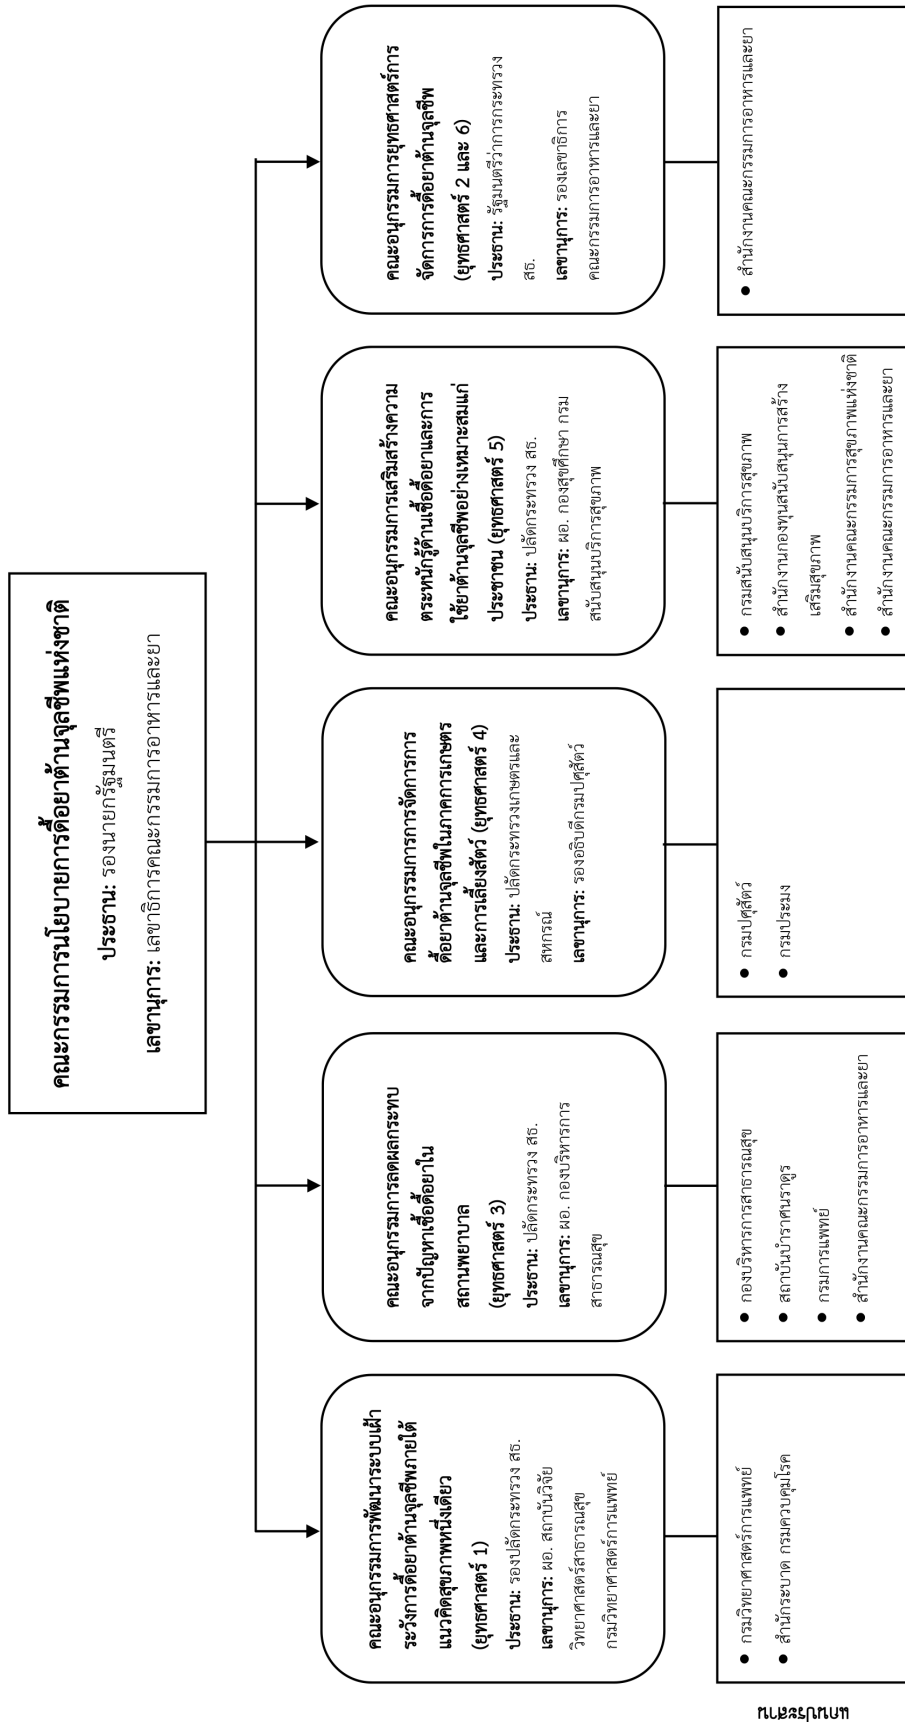 คณะกรรมการนโยบายการดื้อยาต้านจุลชีพแห่งชาติ
ประธาน: รองนายกรัฐมนตรี
เลขานุการ: เลขาธิการคณะกรรมการอาหารและยา
คณะอนุกรรมการพัฒนาระบบเฝ้า
ระวังการดื้อยาต้านจุลชีพภายใต้
แนวคิดสุขภาพหนึ่งเดียว
(ยุทธศาสตร์ 1)
ประธาน: รองปลัดกระทรวง สธ.
เลขานุการ: ผอ. สถาบันวิจัย
วิทยาศาสตร์สาธารณสุข
กรมวิทยาศาสตร์การแพทย์
คณะอนุกรรมการลดผลกระทบ
จากปัญหาเชื้อดื้อยาใน
สถานพยาบาล
(ยุทธศาสตร์ 3)
ประธาน: ปลัดกระทรวง สธ.
เลขานุการ: ผอ. กองบริหารการ
สาธารณสุข
คณะอนุกรรมการการจัดการการ
ดื้อยาต้านจุลชีพในภาคการเกษตร
และการเลี้ยงสัตว์ (ยุทธศาสตร์ 4)
ประธาน: ปลัดกระทรวงเกษตรและ
สหกรณ์
เลขานุการ: รองอธิบดีกรมปศุสัตว์
คณะอนุกรรมการเสริมสร้างความ
ตระหนักรู้ด้านเชื้อดื้อยาและการ
ใช้ยาต้านจุลชีพอย่างเหมาะสมแก่
ประชาชน (ยุทธศาสตร์ 5)
ประธาน: ปลัดกระทรวง สธ.
เลขานุการ: ผอ. กองสุขศึกษา กรม
สนับสนุนบริการสุขภาพ
คณะอนุกรรมการยุทธศาสตร์การ
จัดการการดื้อยาต้านจุลชีพ
(ยุทธศาสตร์ 2 และ 6)
ประธาน: รัฐมนตรีว่าการกระทรวง
สธ.
เลขานุการ: รองเลขาธิการ
คณะกรรมการอาหารและยา
แกนประสาน
● กรมวิทยาศาสตร์การแพทย์
● สำนักระบาด กรมควบคุมโรค
● กองบริหารการสาธารณสุข
● สถาบันบำราศนราดูร
● กรมการแพทย์
● สำนักงานคณะกรรมการอาหารและยา
● กรมปศุสัตว์
● กรมประมง
● กรมสนับสนุนบริการสุขภาพ
● สำนักงานกองทุนสนับสนุนการสร้าง
เสริมสุขภาพ
● สำนักงานคณะกรรมการสุขภาพแห่งชาติ
● สำนักงานคณะกรรมการอาหารและยา
● สำนักงานคณะกรรมการอาหารและยา